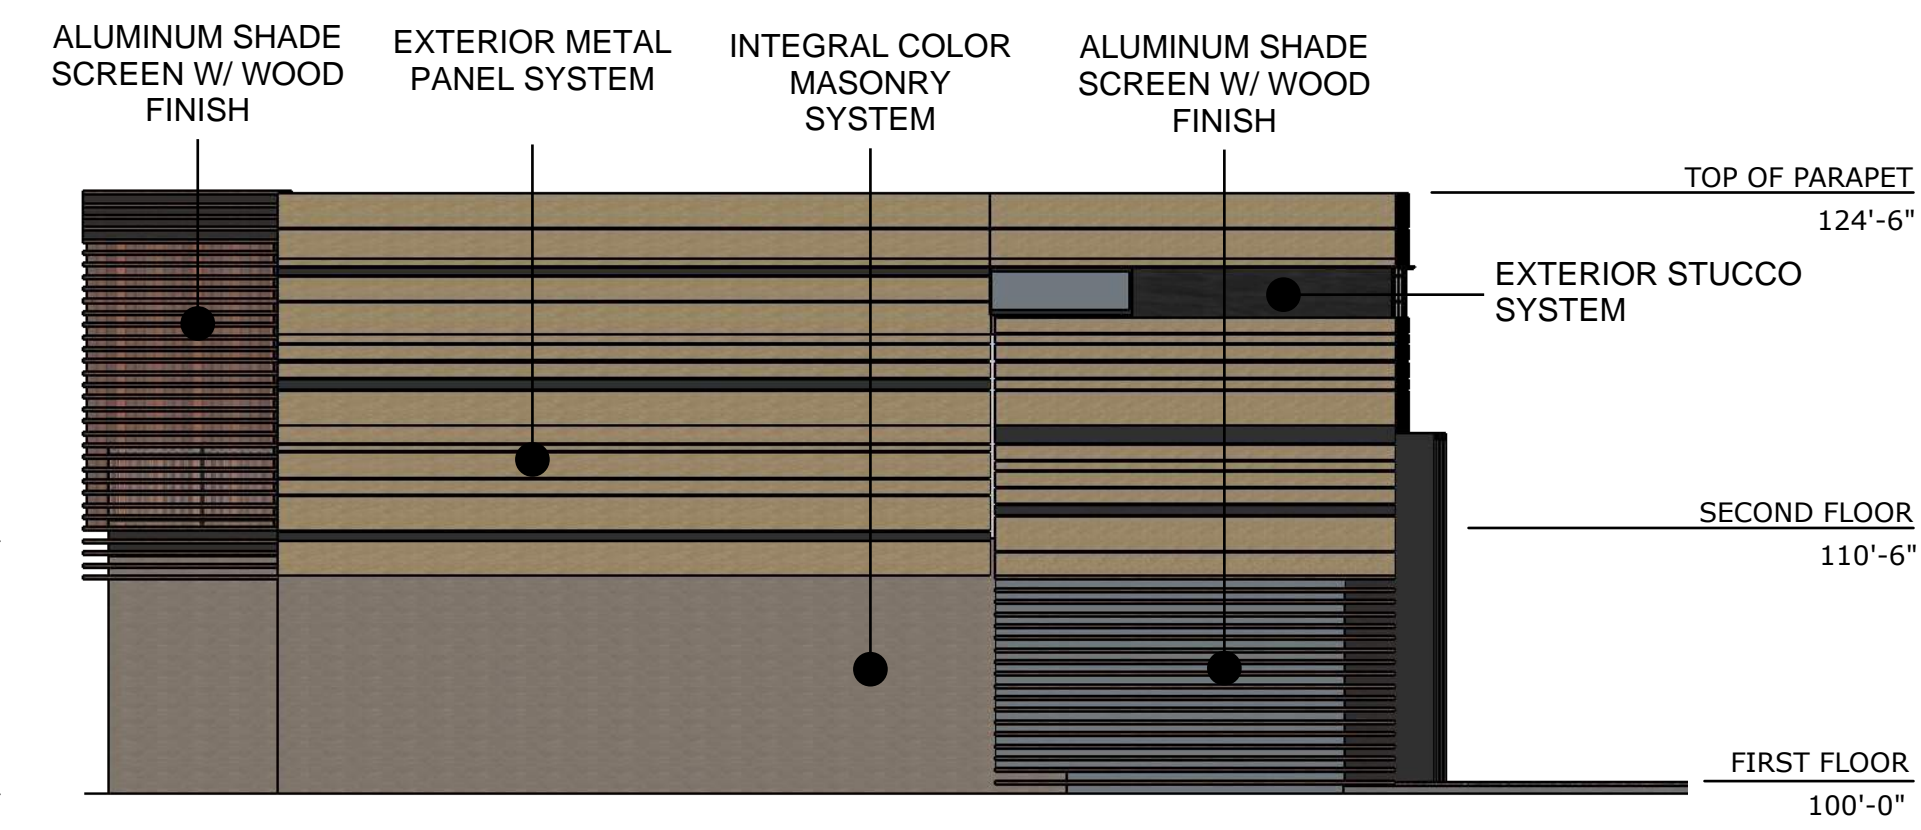 ALUMINUM SHADE
SCREEN W/ WOOD
FINISH
EXTERIOR METAL
PANEL SYSTEM
INTEGRAL COLOR
MASONRY
SYSTEM
ALUMINUM SHADE
SCREEN W/ WOOD
FINISH
TOP OF PARAPET
124'-6"
EXTERIOR STUCCO
SYSTEM
SECOND FLOOR
110'-6"
FIRST FLOOR
100'-0"